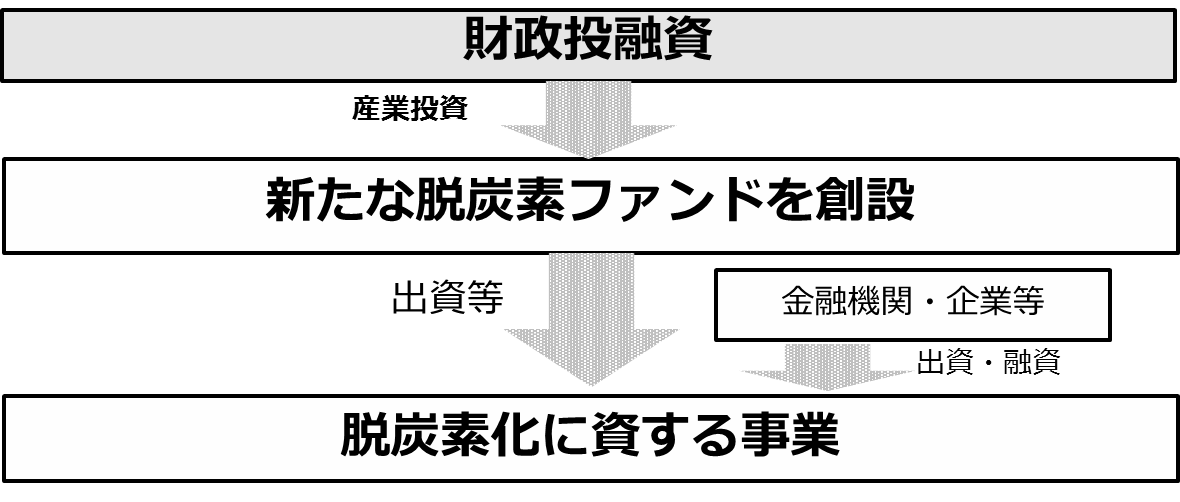 財政投融資
産業投資
新たな脱炭素ファンドを創設
出資等
金融機関・企業等
出資・融資
脱炭素化に資する事業